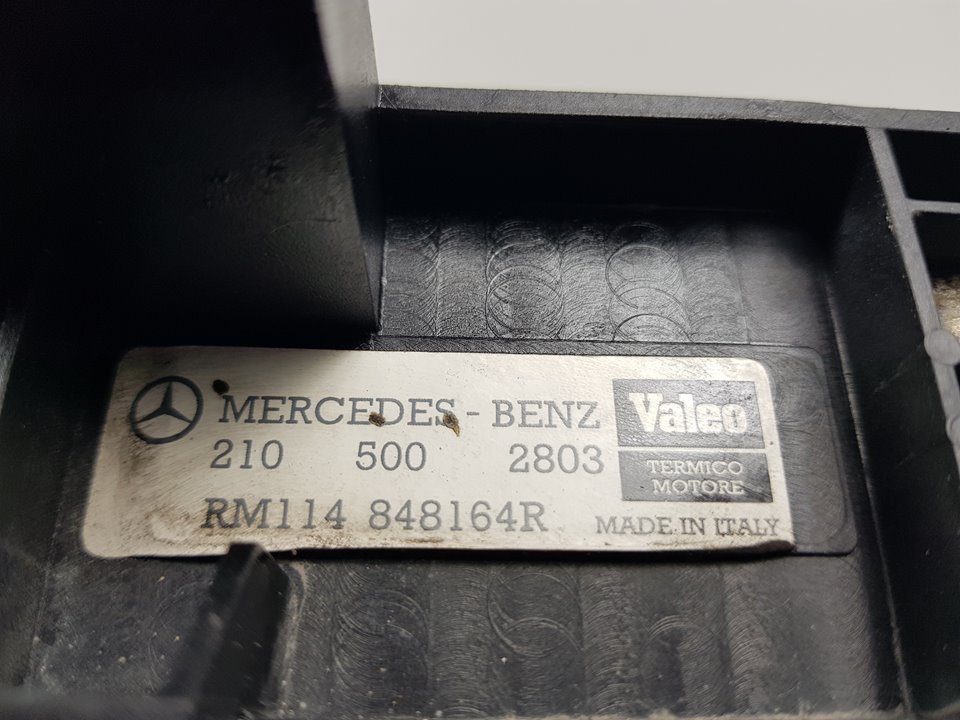 MERCEDES-BENZ
210 500 2803
RM114 848164R
Valeo
TERMICO
MOTORE
MADE IN ITALY